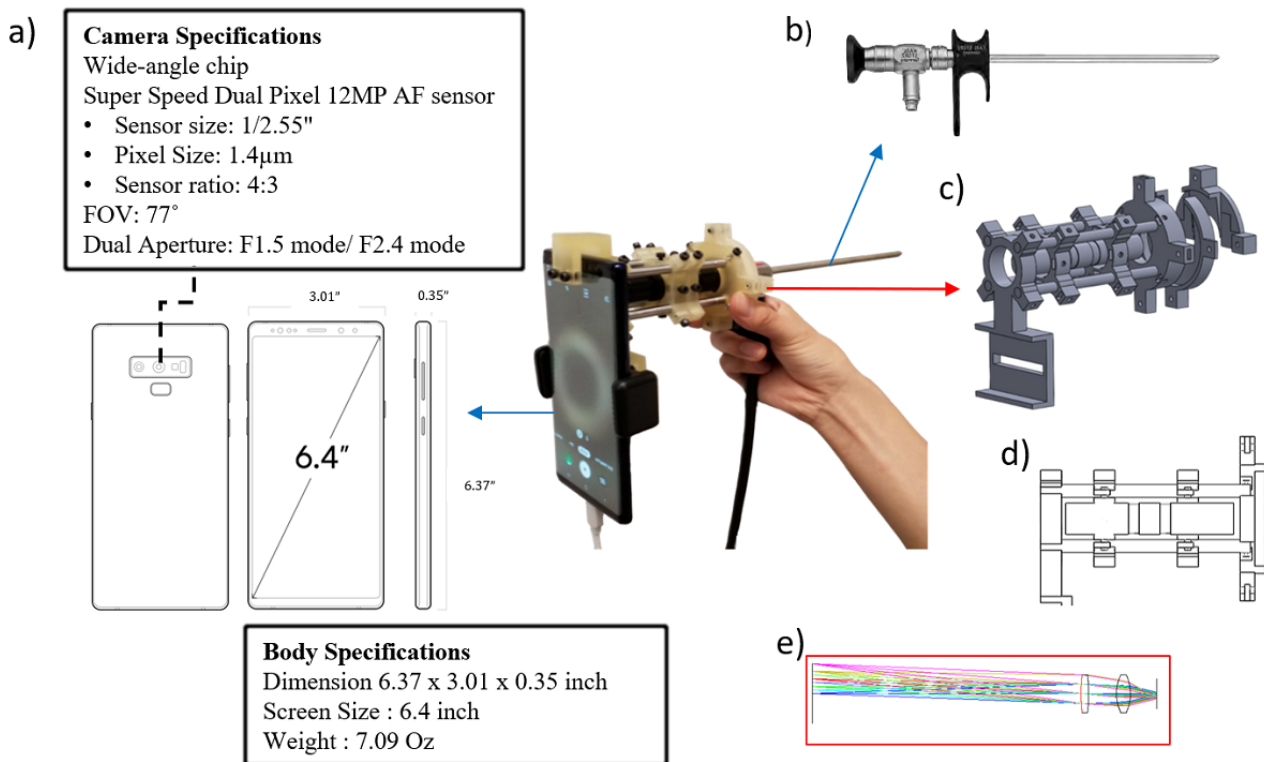 a)
Camera Specifications
Wide-angle chip
Super Speed Dual Pixel 12MP AF sensor
• Sensor size: 1/2.55"
• Pixel Size: 1.4µm
• Sensor ratio: 4:3
FOV: 77˚
Dual Aperture: F1.5 mode/ F2.4 mode
3.01”
0.35”
6.4”
6.37”
Body Specifications
Dimension 6.37 x 3.01 x 0.35 inch
Screen Size : 6.4 inch
Weight : 7.09 Oz
b)
c)
d)
e)